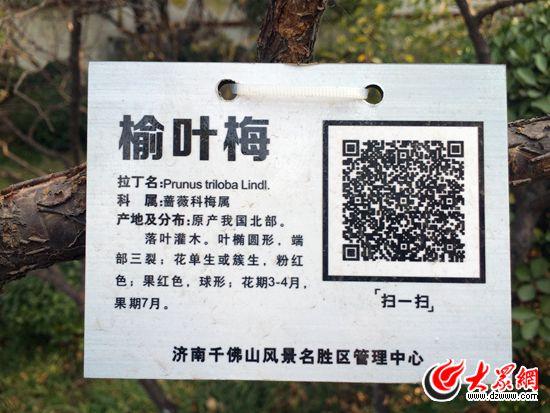 榆叶梅
拉丁名:Prunus triloba Lindl.
科 属:蔷薇科梅属
产地及分布:原产我国北部。
落叶灌木。叶椭圆形，端
部三裂；花单生或簇生，粉红
色；果红色，球形；花期3-4月，
果期7月。
「扫一扫」
济南千佛山风景名胜区管理中心
大众網
www.dzwww.com